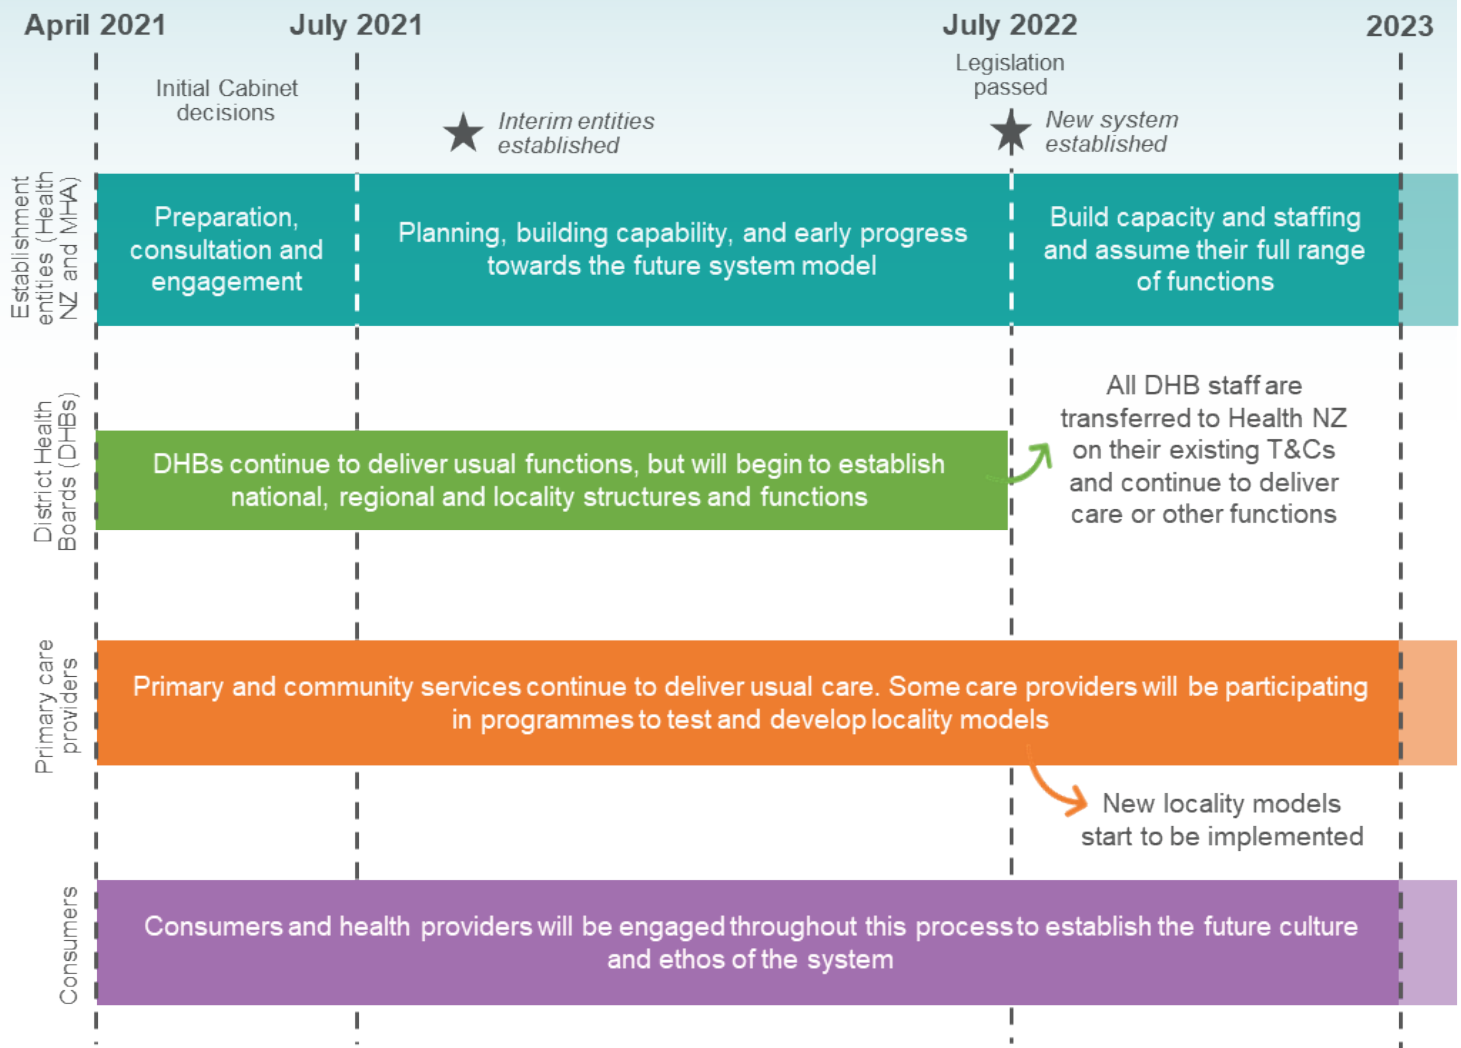 April 2021
July 2021
July 2022
2023
Initial Cabinet
decisions
Legislation
passed
Interim entities
established
New system
established
Establishment
entities (Health
NZ and MHA)
Preparation,
consultation and
engagement
Planning, building capability, and early progress
towards the future system model
Build capacity and staffing
and assume their full range
of functions
District Health
Boards (DHBs)
DHBs continue to deliver usual functions, but will begin to establish
national, regional and locality structures and functions
All DHB staff are
transferred to Health NZ
on their existing T&Cs
and continue to deliver
care or other functions
Primary care
providers
Primary and community services continue to deliver usual care. Some care providers will be participating
in programmes to test and develop locality models
New locality models
start to be implemented
Consumers
Consumers and health providers will be engaged throughout this process to establish the future culture
and ethos of the system